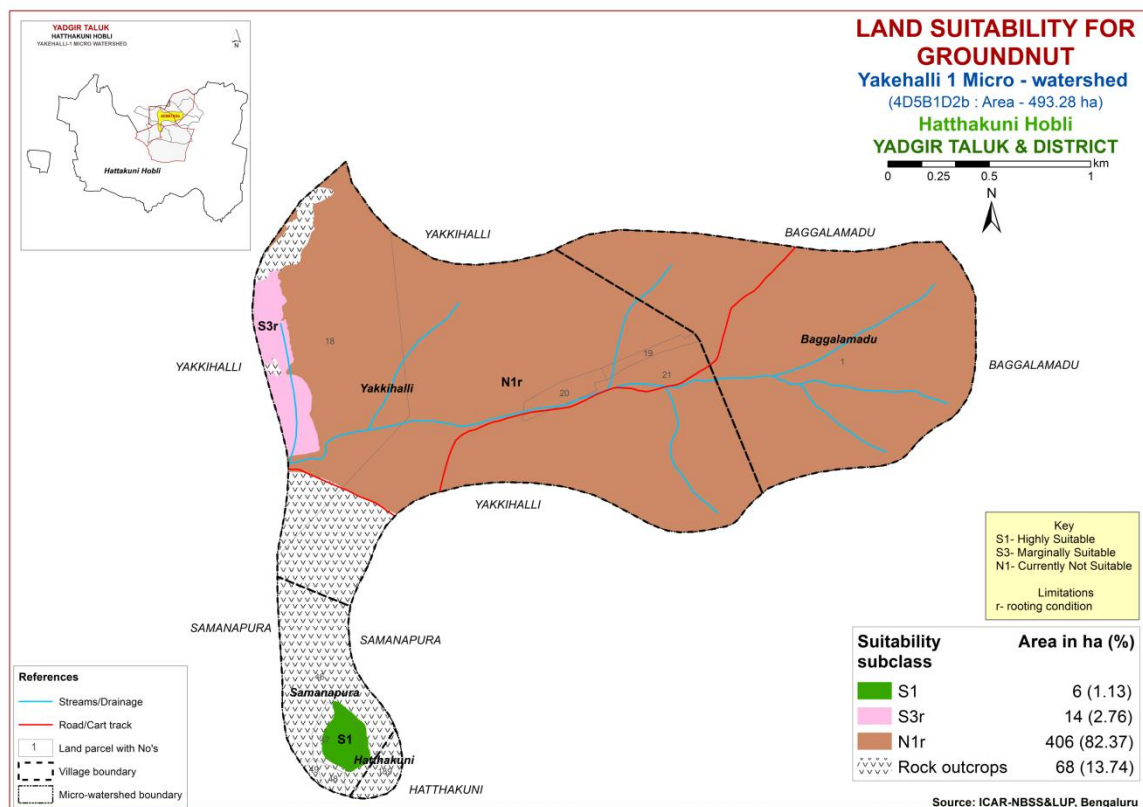 YADGIR TALUK
HATTHAKUNI HOBLI
YAKEHALLI-1 MICRO WATERSHED
N
Hattakuni Hobli
LAND SUITABILITY FOR
GROUNDNUT
Yakehalli 1 Micro - watershed
(4D5B1D2b : Area - 493.28 ha)
Hatthakuni Hobli
YADGIR TALUK & DISTRICT
km
0 0.25 0.5 1
N
YAKKIHALLI
BAGGALAMADU
S3r
18
19
Baggalamadu
YAKKIHALLI
Yakkihalli
N1r
21
1
BAGGALAMADU
20
YAKKIHALLI
SAMANAPURA
SAMANAPURA
Samanapura
S1
Hatthakuni
HATTHAKUNI
Key
S1- Highly Suitable
S3- Marginally Suitable
N1- Currently Not Suitable
Limitations
r- rooting condition
Suitability subclass Area in ha (%)
S1 6 (1.13)
S3r 14 (2.76)
N1r 406 (82.37)
Rock outcrops 68 (13.74)
References
Streams/Drainage
Road/Cart track
1 Land parcel with No's
Village boundary
Micro-watershed boundary
Source: ICAR-NBSS&LUP, Bengaluru